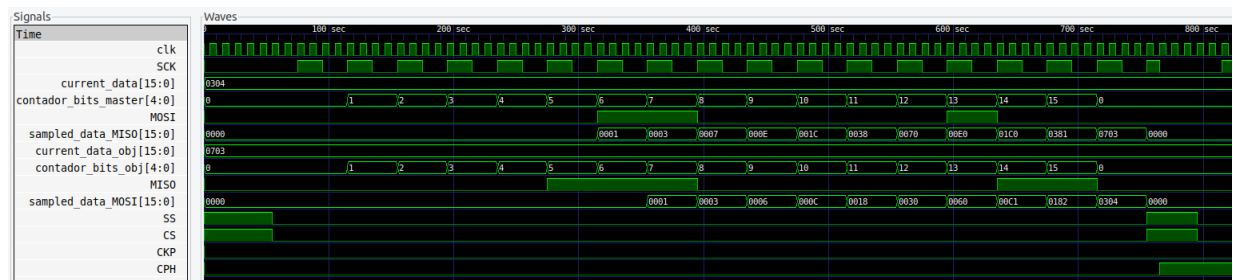 Signals
Waves
Time
100 sec 200 sec 300 sec 400 sec 500 sec 600 sec 700 sec 800 sec
clk
SCK
current_data[15:0] 0304
contador_bits_master[4:0] 0 1 2 3 4 5 6 7 8 9 10 11 12 13 14 15 0
MOSI
sampled_data_MISO[15:0] 0000 0001 0003 0007 000E 001C 0038 0070 00E0 01C0 0381 0703 0000
current_data_obj[15:0] 0703
contador_bits_obj[4:0] 0 1 2 3 4 5 6 7 8 9 10 11 12 13 14 15 0
MISO
sampled_data_MOSI[15:0] 0000 0001 0003 0006 000C 0018 0030 0060 00C1 0182 0304 0000
SS
CS
CKP
CPH